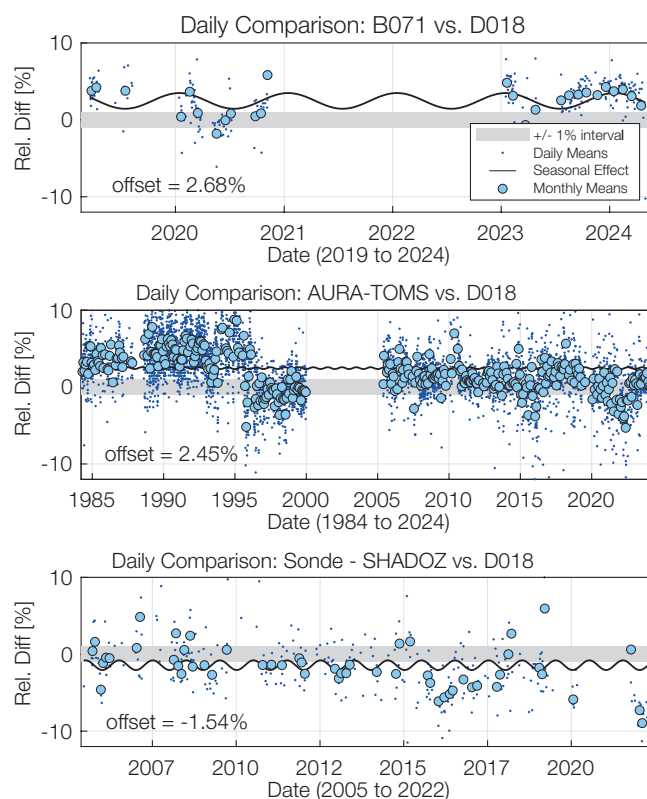 Daily Comparison: B071 vs. D018
10
0
-10
Rel. Diff [%]
offset = 2.68%
+/- 1% interval
Daily Means
Seasonal Effect
Monthly Means
2020 2021 2022 2023 2024
Date (2019 to 2024)
Daily Comparison: AURA-TOMS vs. D018
10
0
-10
Rel. Diff [%]
offset = 2.45%
1985 1990 1995 2000 2005 2010 2015 2020
Date (1984 to 2024)
Daily Comparison: Sonde - SHADOZ vs. D018
10
0
-10
Rel. Diff [%]
offset = -1.54%
2007 2010 2012 2015 2017 2020
Date (2005 to 2022)